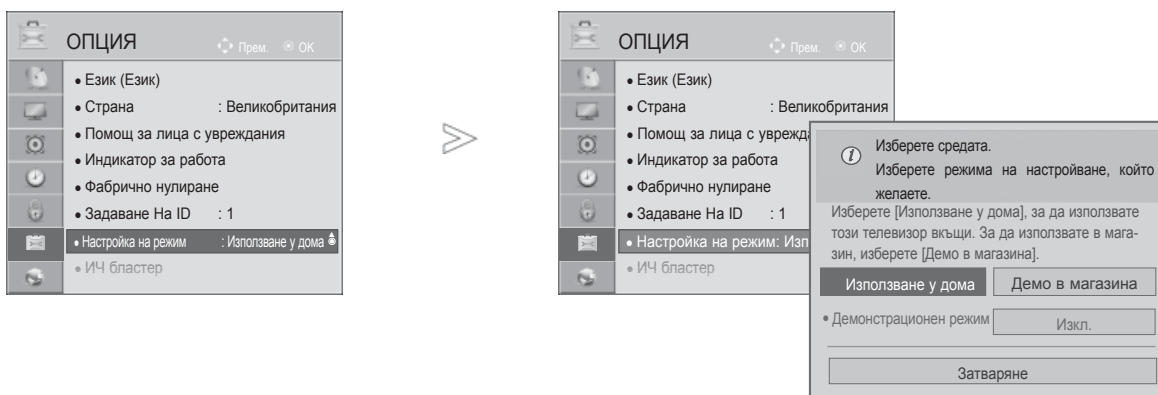 ОПЦИЯ
Прем. OK
• Език (Език)
• Страна : Великобритания
• Помощ за лица с увреждания
• Индикатор за работа
• Фабрично нулиране
• Задаване На ID : 1
• Настройка на режим : Използване у дома
• ИЧ бластер
ОПЦИЯ
Прем. OK
• Език (Език)
• Страна : Великобритания
• Помощ за лица с уврежд
• Индикатор за работа
• Фабрично нулиране
• Задаване На ID : 1
• Настройка на режим: Изп
• ИЧ бластер
Изберете средата.
Изберете режима на настройване, който
желаете.
Изберете [Използване у дома], за да използвате
този телевизор вкъщи. За да използвате в мага-
зин, изберете [Демо в магазина].
Използване у дома Демо в магазина
• Демонстрационен режим Изкл.
Затваряне